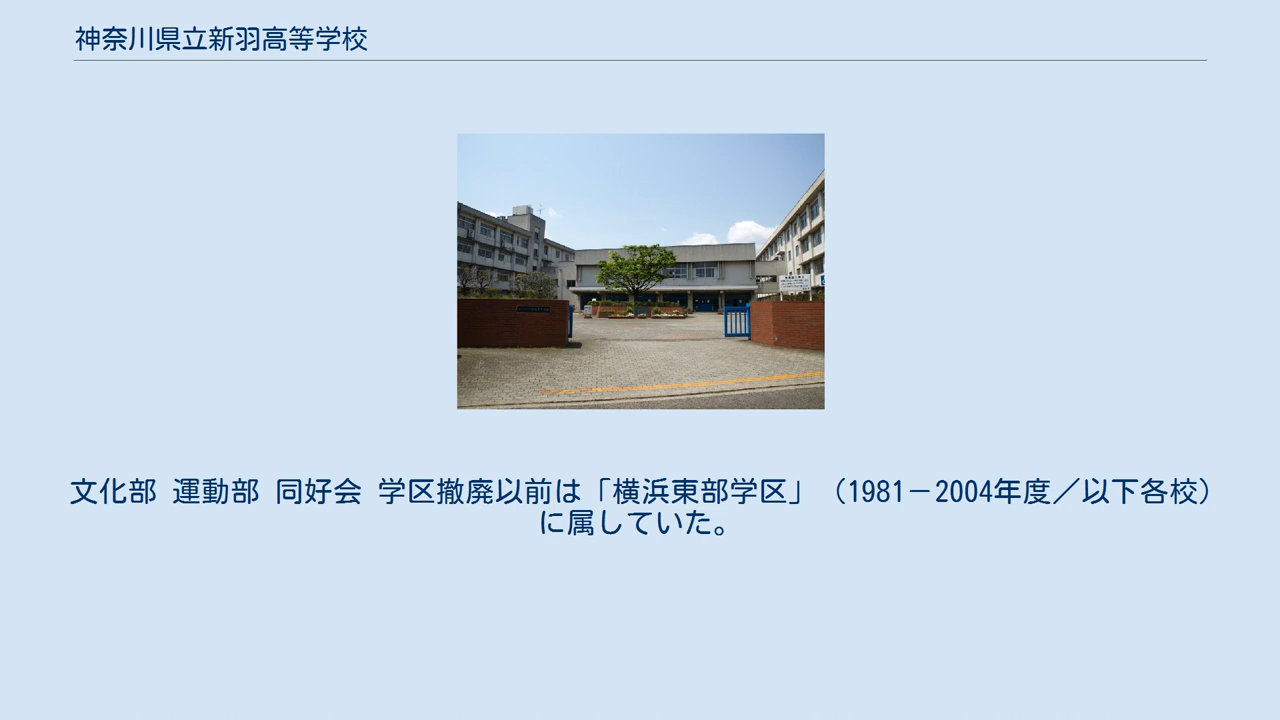 神奈川県立新羽高等学校
文化部 運動部 同好会 学区撤廃以前は「横浜東部学区」（1981－2004年度／以下各校）
に属していた。